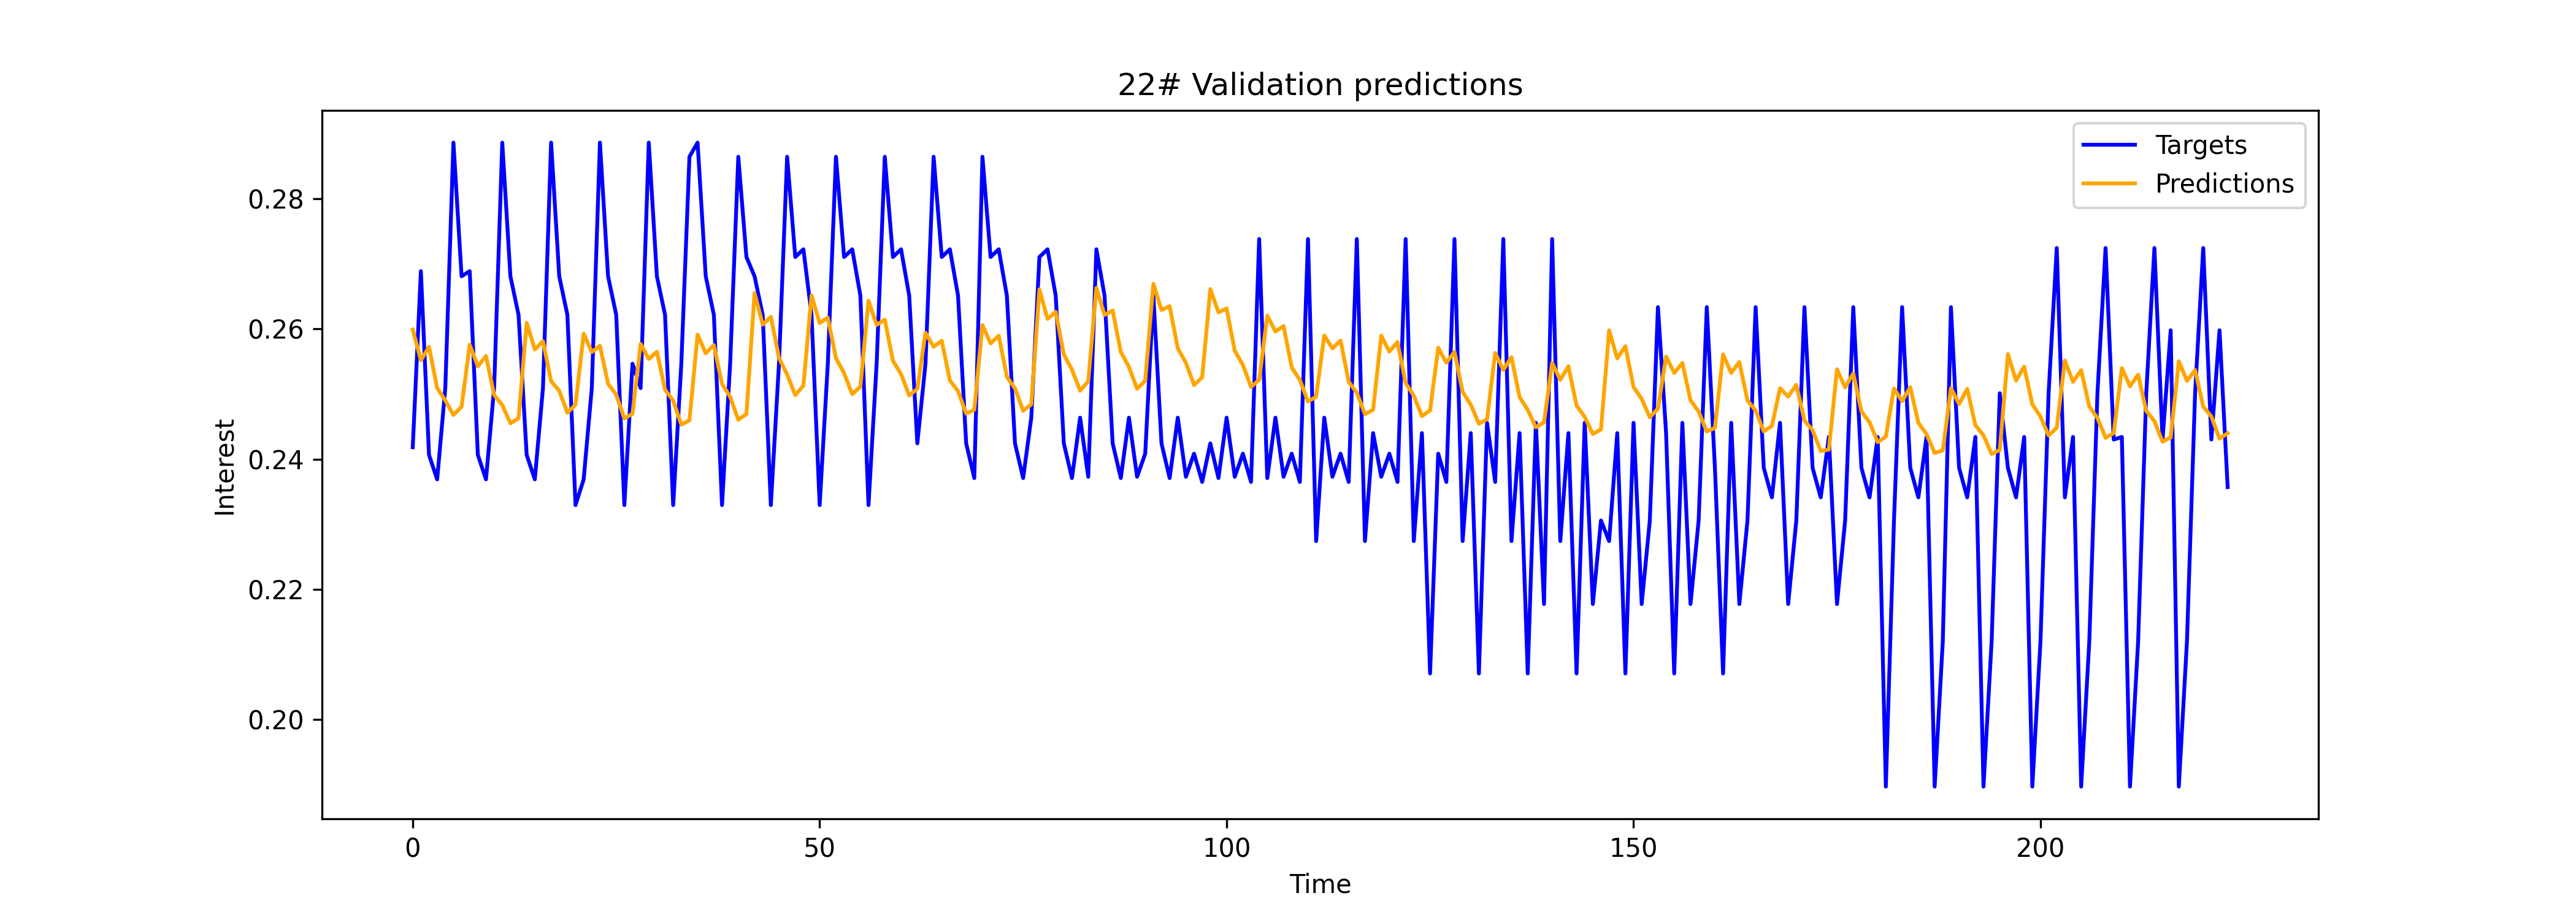 22# Validation predictions
Targets
Predictions
Interest
0.28
0.26
0.24
0.22
0.20
0 50 100 150 200
Time